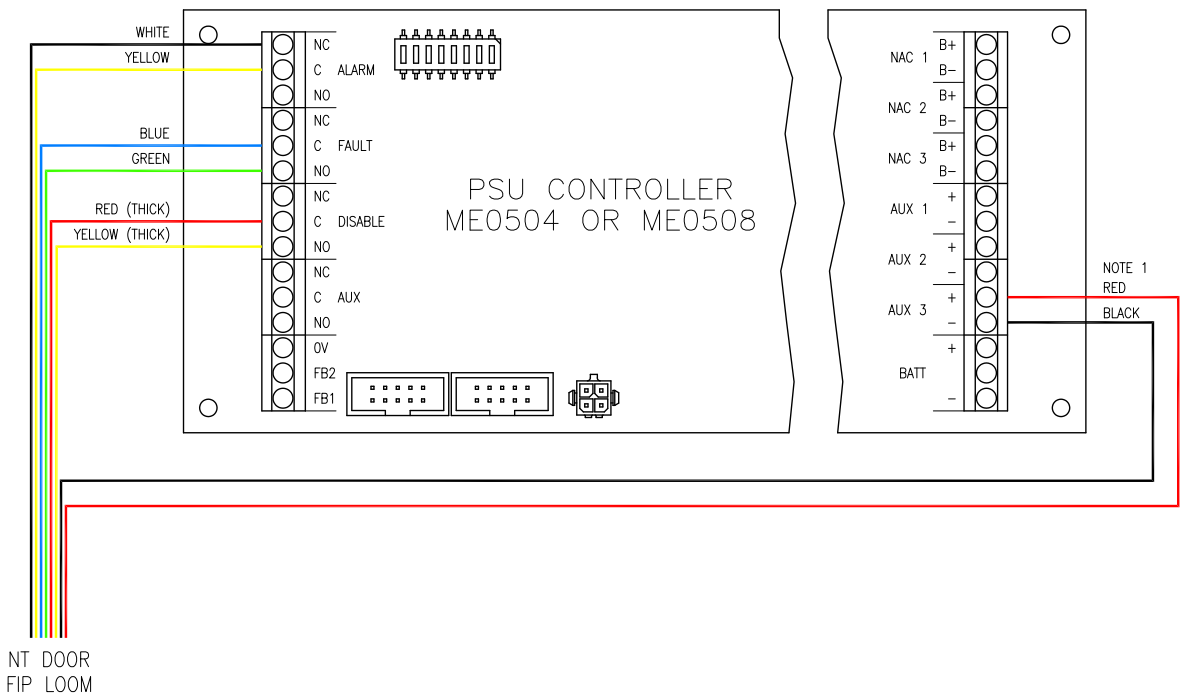 WHITE
YELLOW
BLUE
GREEN
RED (THICK)
YELLOW (THICK)
NC
C ALARM
NO
NC
C FAULT
NO
NC
C DISABLE
NO
NC
C AUX
NO
0V
FB2
FB1
PSU CONTROLLER
ME0504 OR ME0508
NAC 1
B+
B-
NAC 2
B+
B-
NAC 3
B+
B-
AUX 1
+
-
AUX 2
+
-
AUX 3
+
-
BATT
+
-
NOTE 1
RED
BLACK
NT DOOR
FIP LOOM